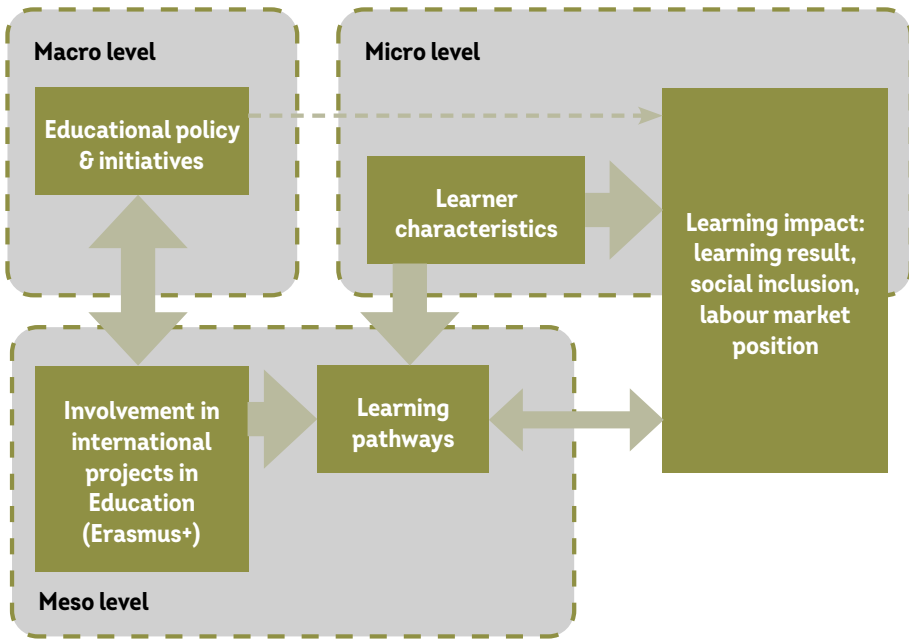 Macro level
Educational policy
& initiatives
Micro level
Learner
characteristics
Learning impact:
learning result,
social inclusion,
labour market
position
Involvement in
international
projects in
Education
(Erasmus+)
Learning
pathways
Meso level